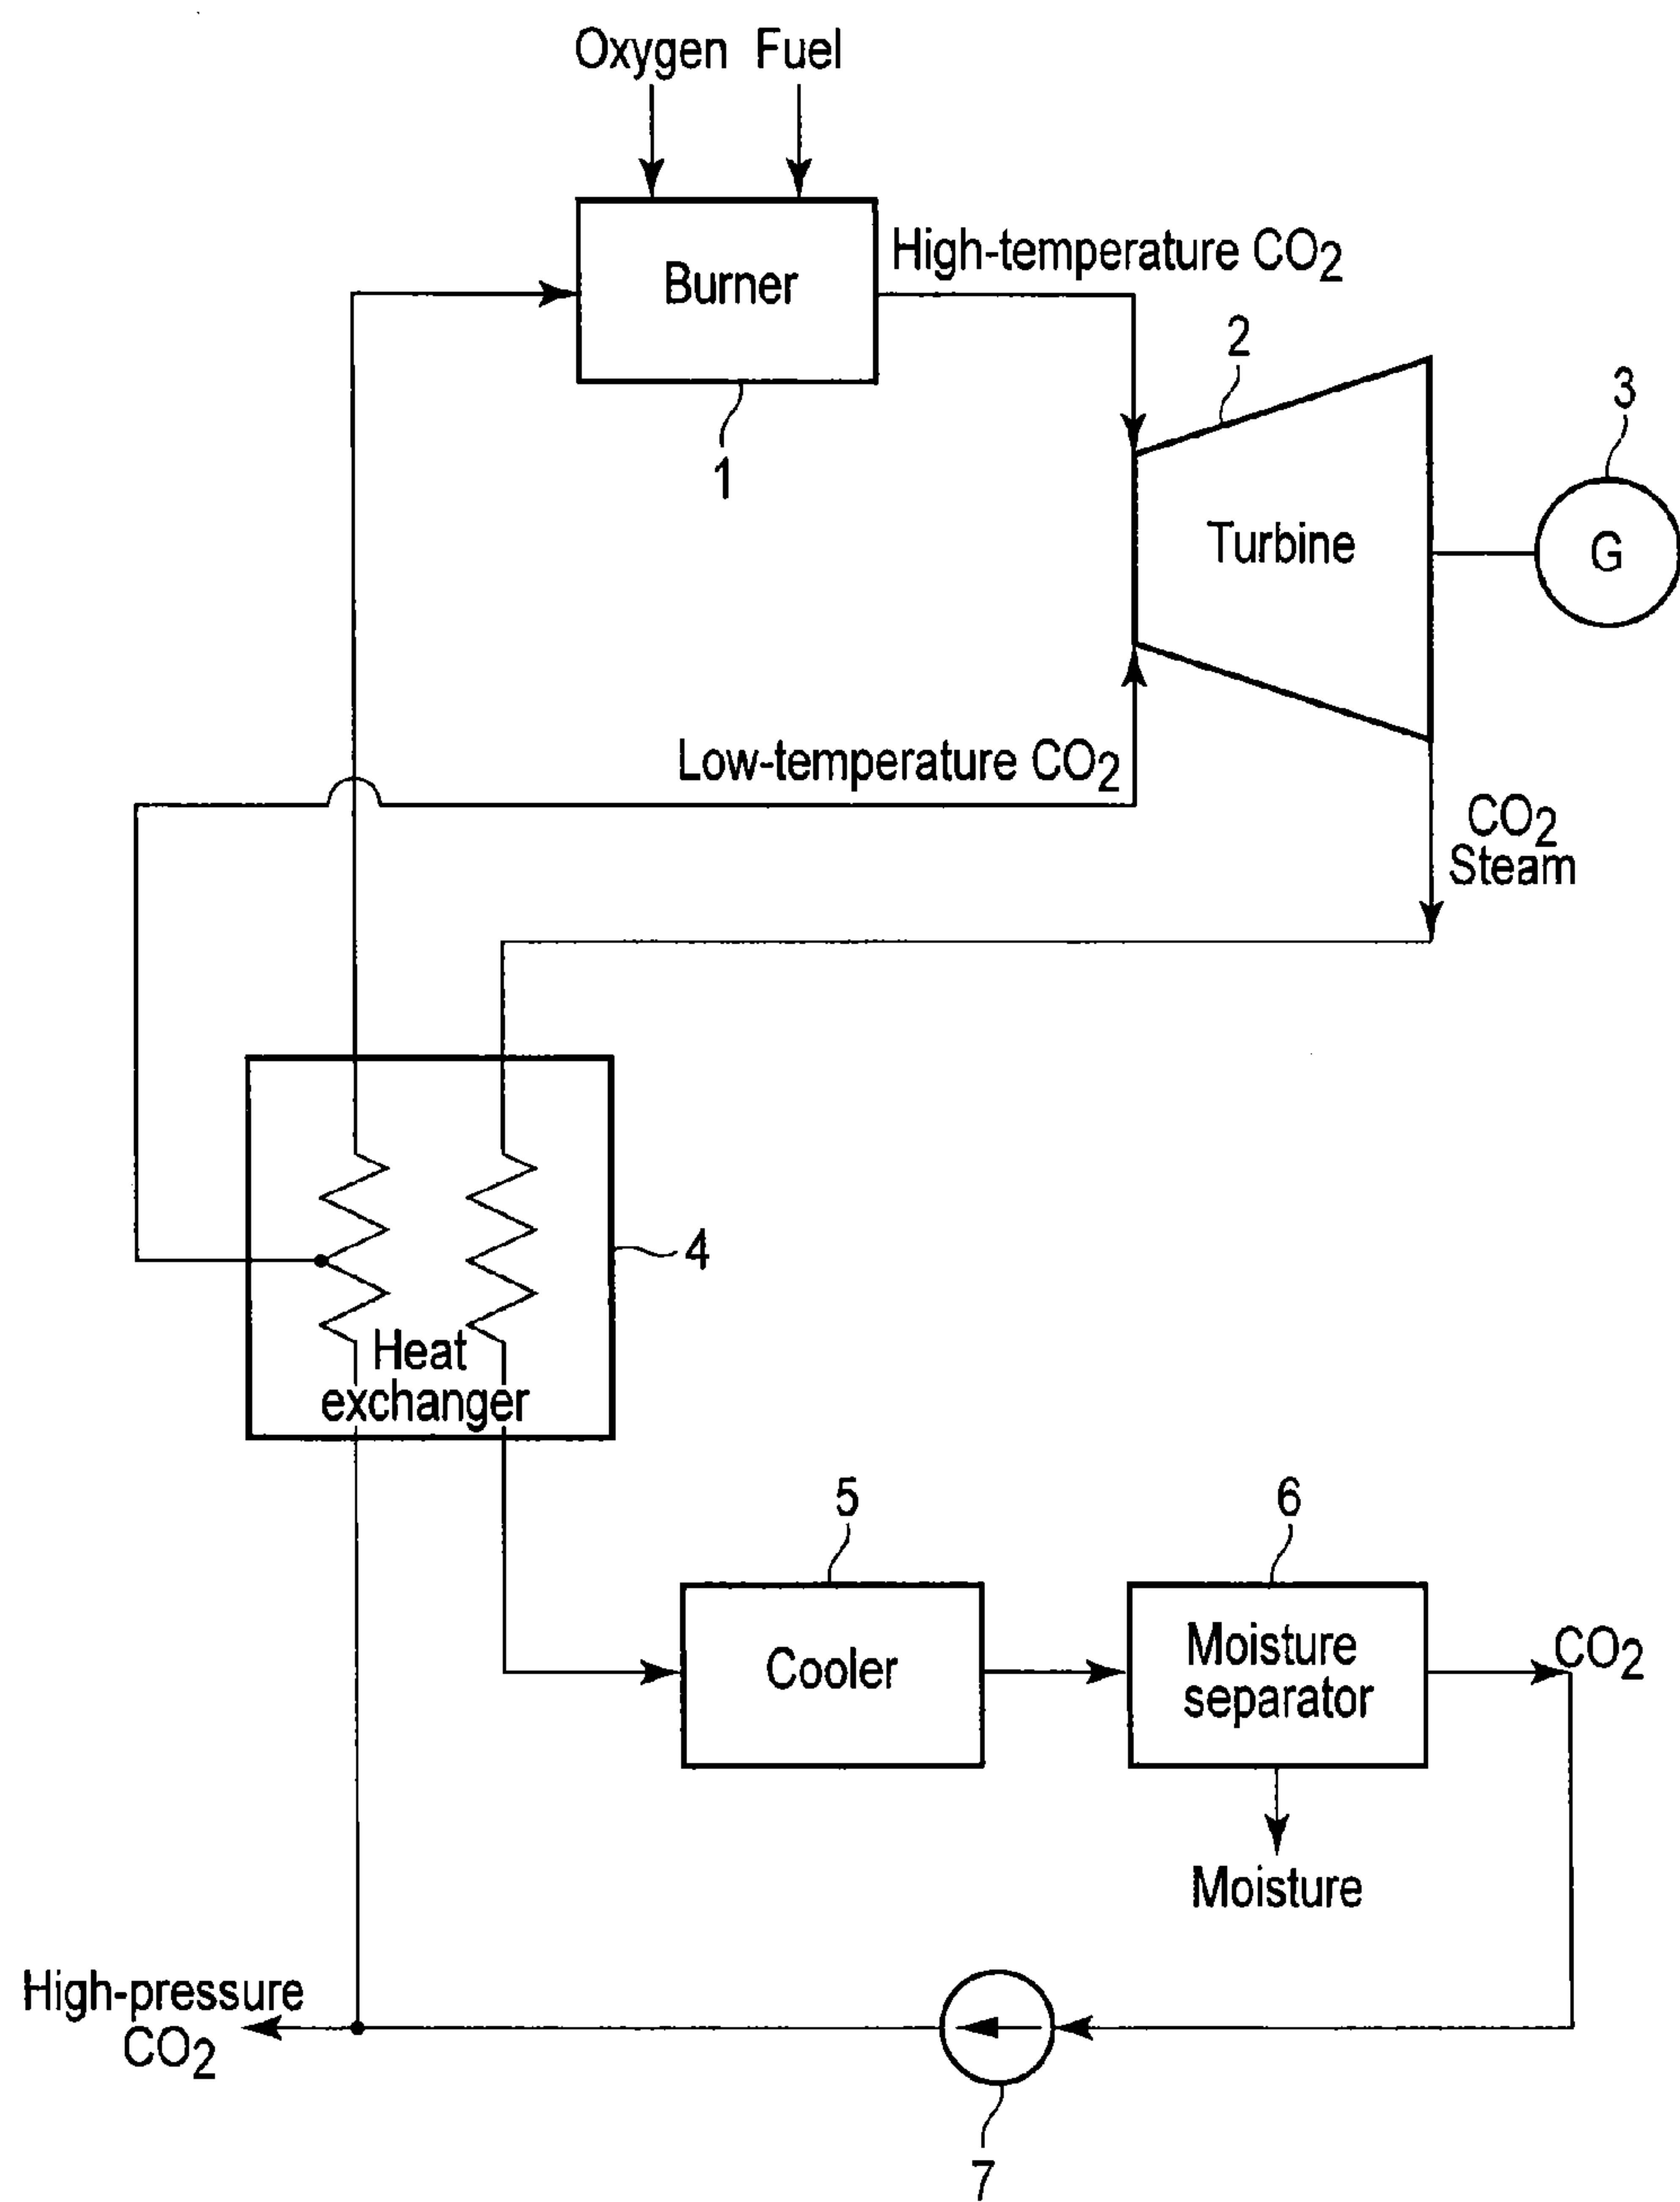 Oxygen Fuel
Burner
High-temperature CO2
1
2
3
Turbine
G
Low-temperature CO2
CO2
Steam
4
Heat
exchanger
5
6
Cooler
Moisture
separator
CO2
Moisture
High-pressure
CO2
7